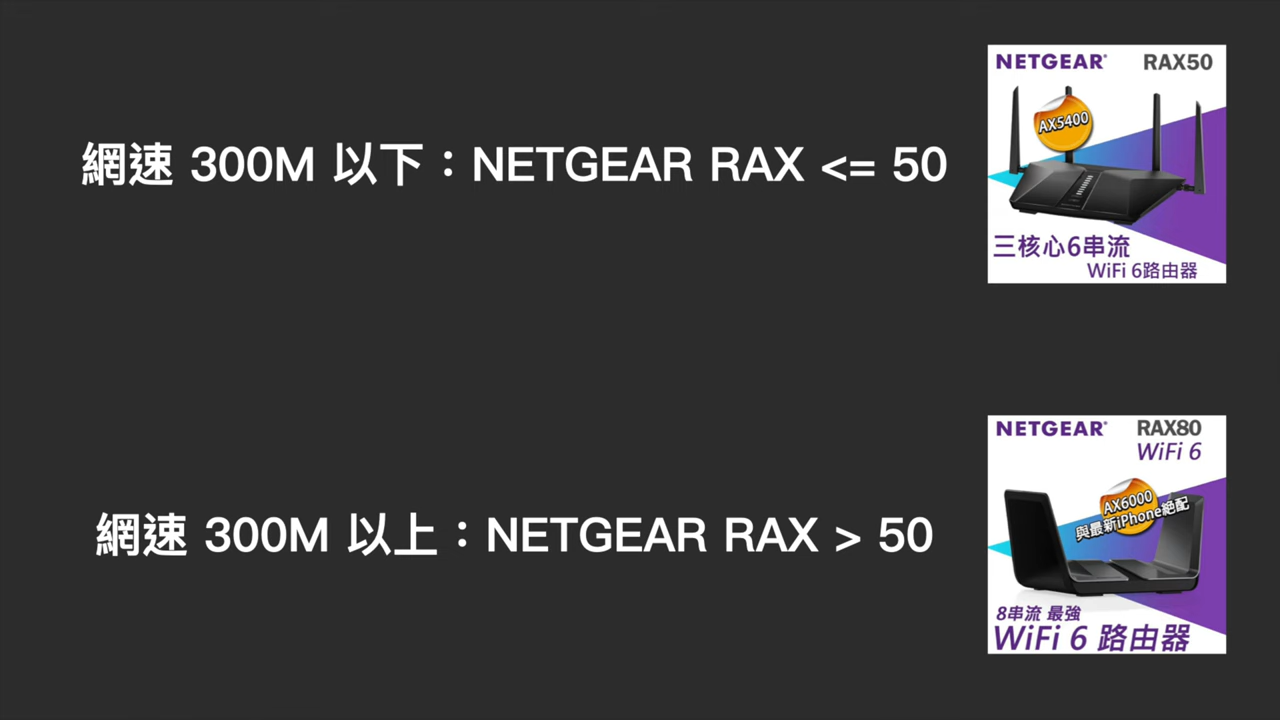 網速 300M 以下：NETGEAR RAX <= 50
NETGEAR RAX50
AX5400
三核心6串流
WiFi 6路由器
網速 300M 以上：NETGEAR RAX > 50
NETGEAR RAX80
WiFi 6
AX6000
與最新iPhone絕配
8串流 最強
WiFi 6 路由器